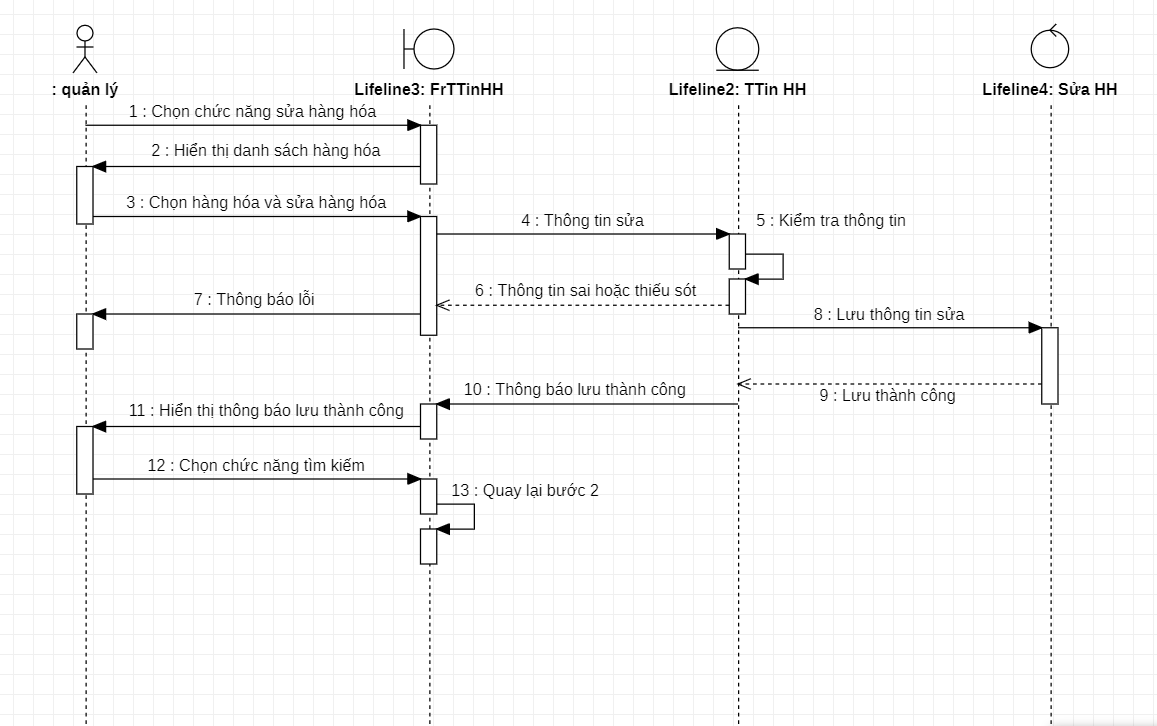 : quản lý
Lifeline3: FrTTinHH
Lifeline2: TTin HH
Lifeline4: Sửa HH
1 : Chọn chức năng sửa hàng hóa
2 : Hiển thị danh sách hàng hóa
3 : Chọn hàng hóa và sửa hàng hóa
4 : Thông tin sửa
5 : Kiểm tra thông tin
6 : Thông tin sai hoặc thiếu sót
7 : Thông báo lỗi
8 : Lưu thông tin sửa
9 : Lưu thành công
10 : Thông báo lưu thành công
11 : Hiển thị thông báo lưu thành công
12 : Chọn chức năng tìm kiếm
13 : Quay lại bước 2